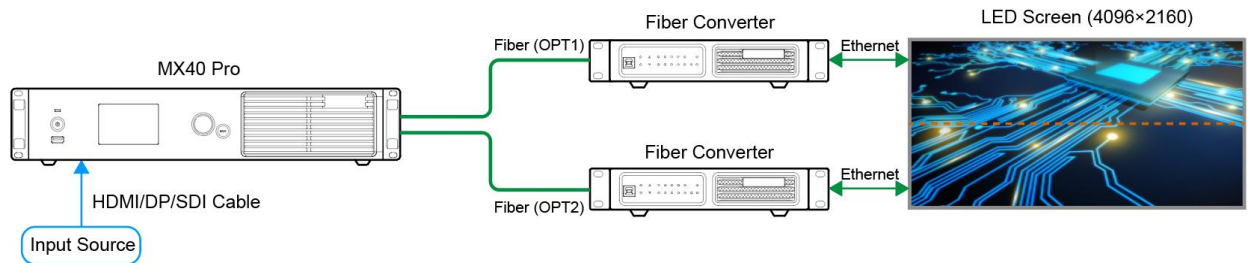 Fiber Converter
LED Screen (4096×2160)
Fiber (OPT1)
Ethernet
MX40 Pro
Fiber Converter
Ethernet
HDMI/DP/SDI Cable
Fiber (OPT2)
Input Source